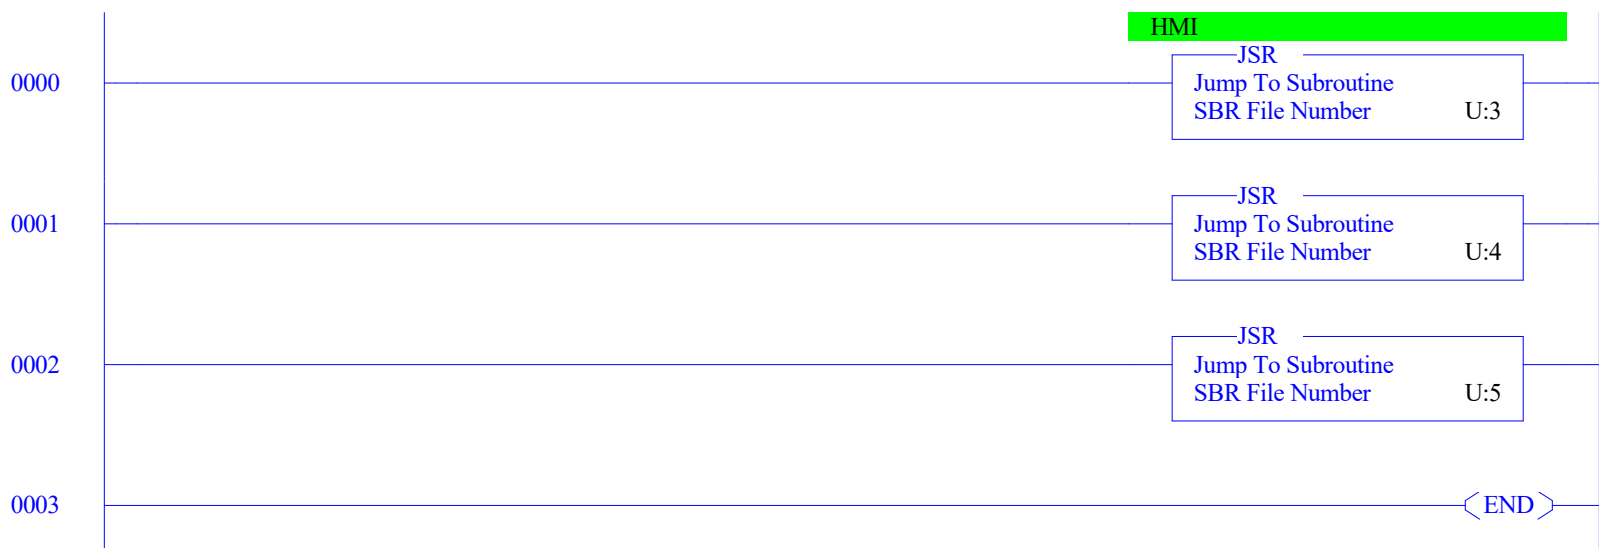 HMI
JSR
0000
Jump To Subroutine
SBR File Number U:3
JSR
0001
Jump To Subroutine
SBR File Number U:4
JSR
0002
Jump To Subroutine
SBR File Number U:5
0003
END